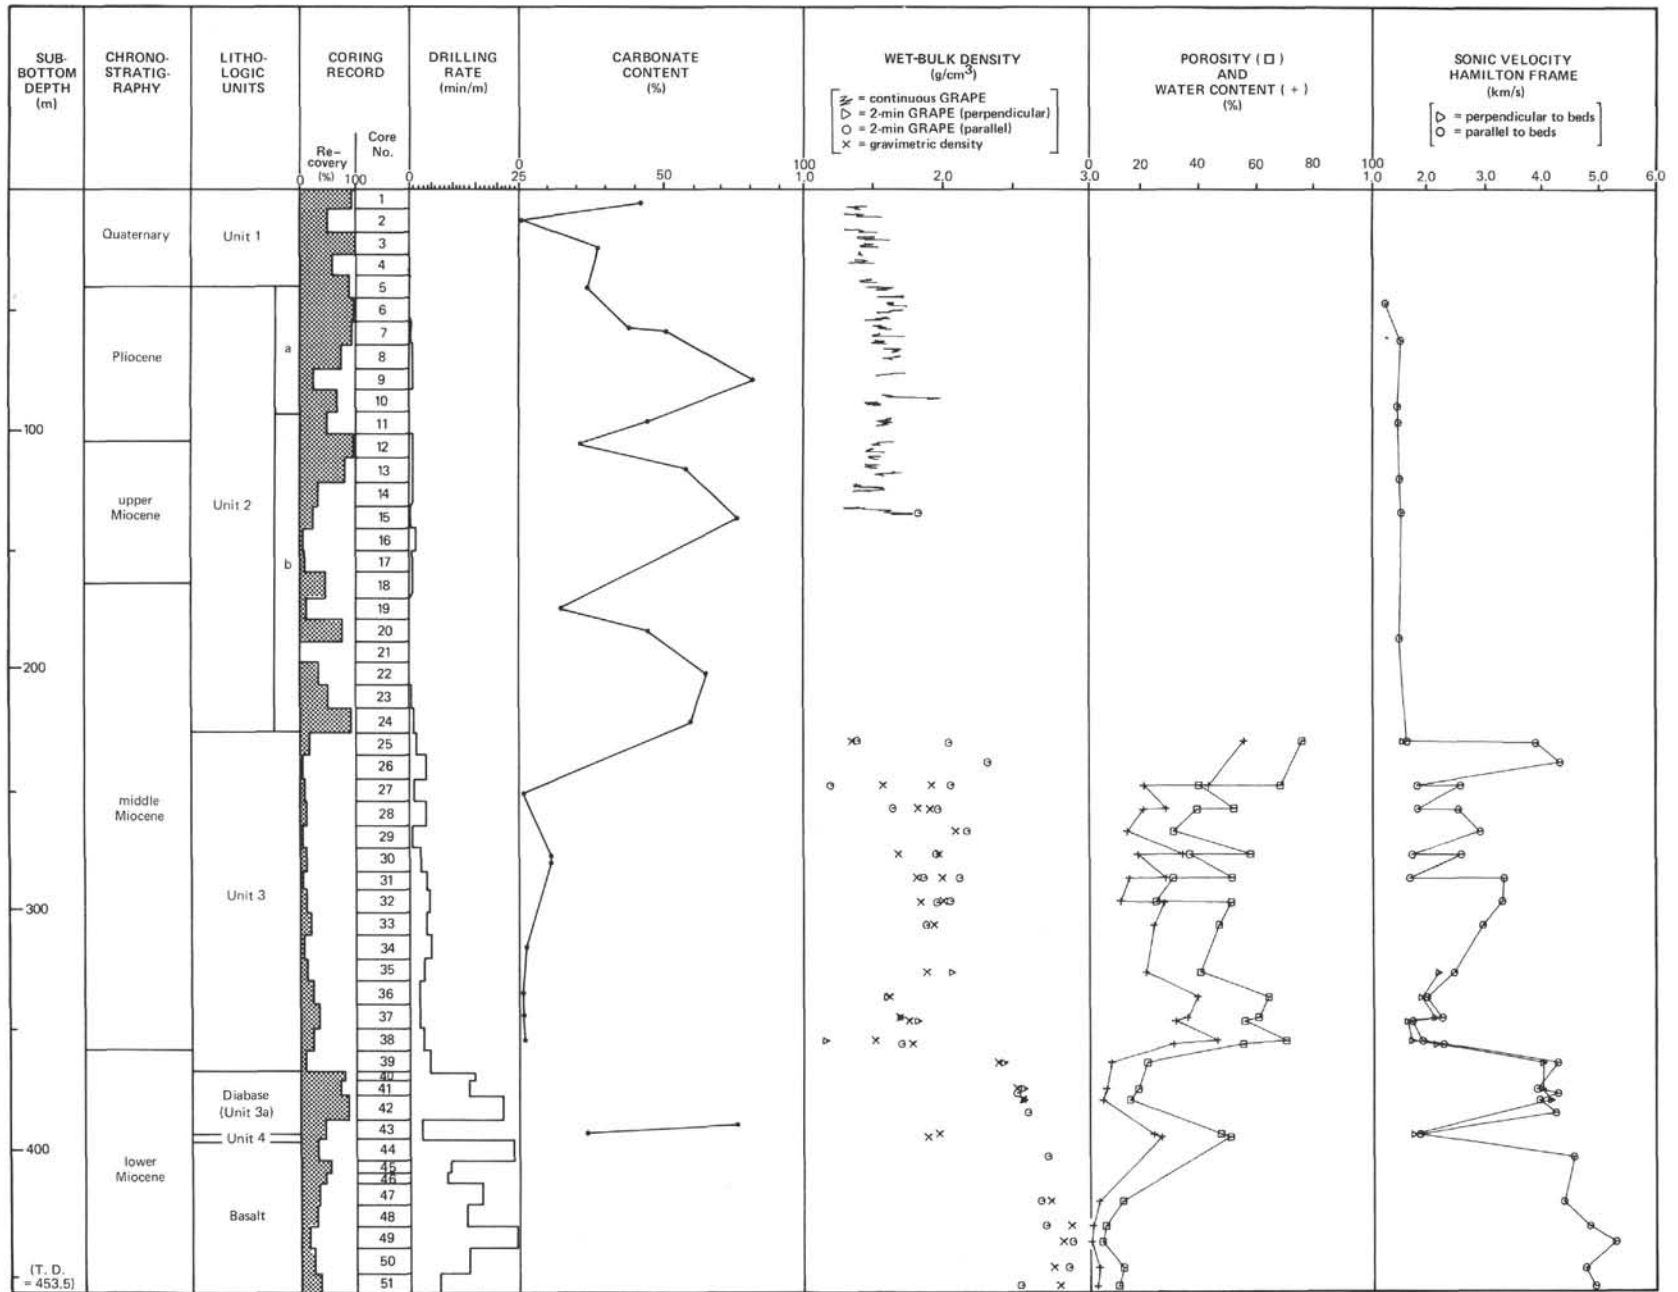 SUB-
BOTTOM
DEPTH
(m)
CHRONO-
STRATIG-
RAPHY
LITHO-
LOGIC
UNITS
CORING
RECORD
DRILLING
RATE
(min/m)
CARBONATE
CONTENT
(%)
WET-BULK DENSITY
(g/cm3)
= continuous GRAPE
▷ = 2-min GRAPE (perpendicular)
O = 2-min GRAPE (parallel)
× = gravimetric density
POROSITY (□)
AND
WATER CONTENT (+)
(%)
SONIC VELOCITY
HAMILTON FRAME
(km/s)
▷ = perpendicular to beds
O = parallel to beds
Re-
covery
(%)
Core
No.
0 100 0 25 0 50 100 1.0 2.0 3.0 0 20 40 60 80 100 1.0 2.0 3.0 4.0 5.0 6.0
1
2
Quaternary
Unit 1
3
4
5
6
7
a
Pliocene
8
9
10
11
100
12
13
14
upper
Miocene
Unit 2
15
16
17
b
18
19
20
21
200
22
23
24
25
26
27
middle
Miocene
28
29
30
31
Unit 3
32
300
33
34
35
36
37
38
39
40
41
Diabase
(Unit 3a)
42
43
Unit 4
400
44
lower
Miocene
45
46
47
Basalt
48
49
50
(T. D.
= 453.5)
51